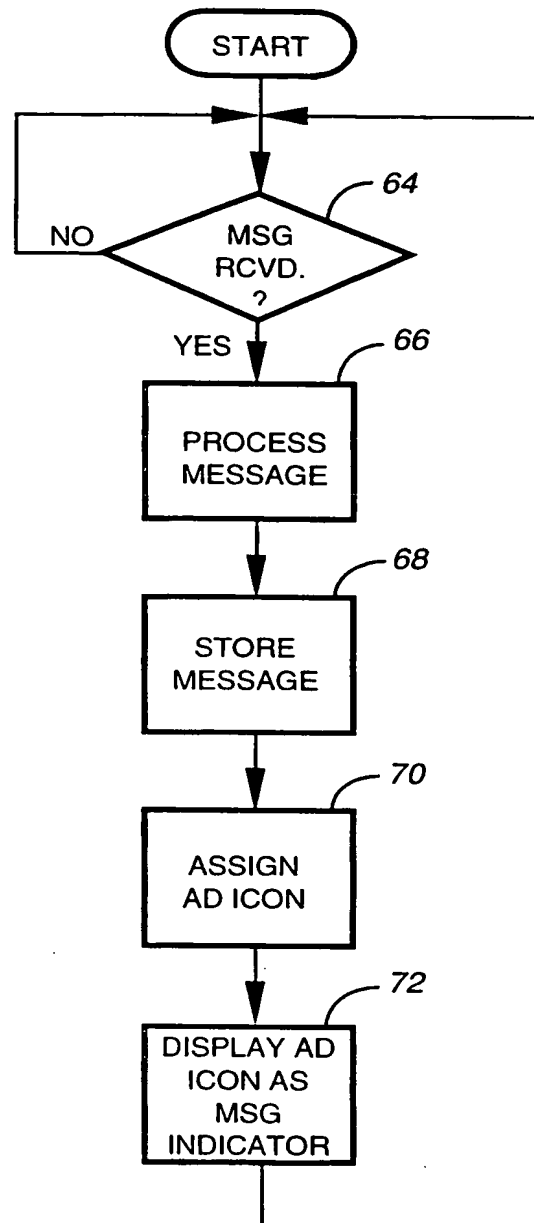 START
64
MSG
RCVD.
?
NO
YES
66
PROCESS
MESSAGE
68
STORE
MESSAGE
70
ASSIGN
AD ICON
72
DISPLAY AD
ICON AS
MSG
INDICATOR